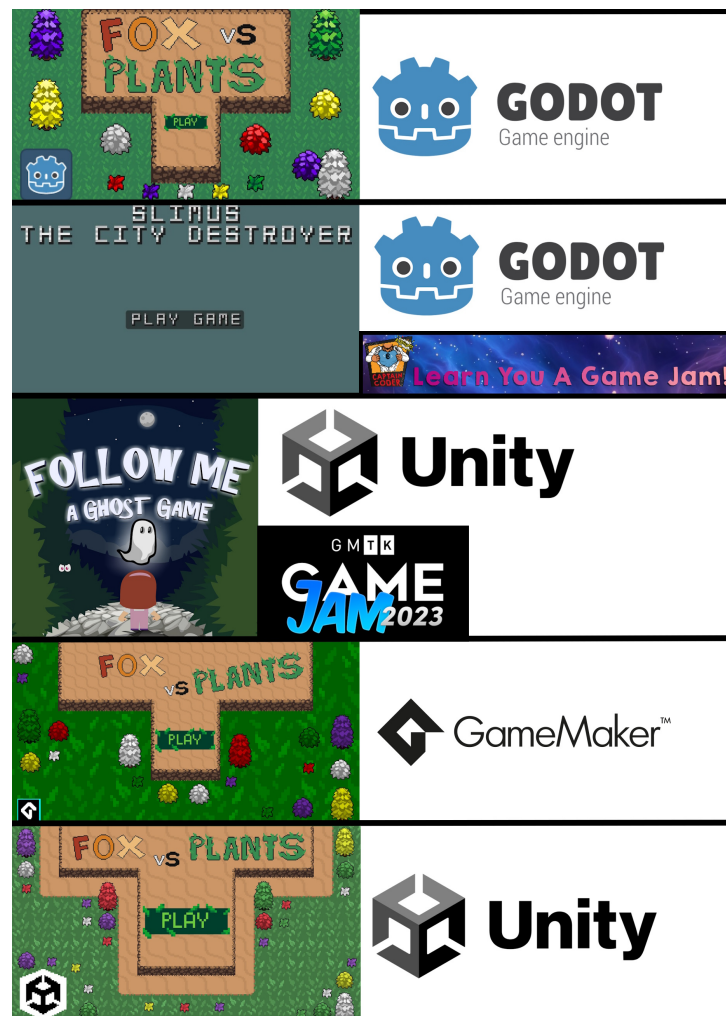 FOX vs
PLANTS
PLAY
GODOT
Game engine
SLIMUS
THE CITY DESTROYER
PLAY GAME
GODOT
Game engine
CAPTAIN
CODER
Learn You A Game Jam!
FOLLOW ME
A GHOST GAME
Unity
GMTK
GAME
JAM 2023
FOX vs PLANTS
PLAY
GameMaker™
FOX vs PLANTS
PLAY
Unity